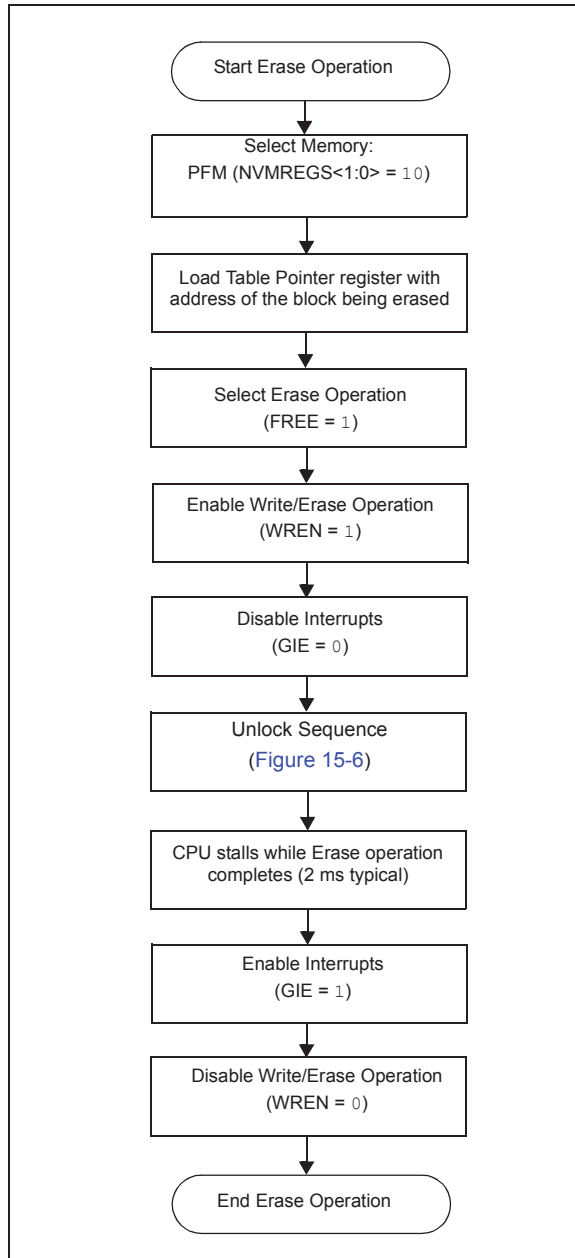 Start Erase Operation
Select Memory:
PFM (NVMREGS<1:0> = 10)
Load Table Pointer register with
address of the block being erased
Select Erase Operation
(FREE = 1)
Enable Write/Erase Operation
(WREN = 1)
Disable Interrupts
(GIE = 0)
Unlock Sequence
(Figure 15-6)
CPU stalls while Erase operation
completes (2 ms typical)
Enable Interrupts
(GIE = 1)
Disable Write/Erase Operation
(WREN = 0)
End Erase Operation